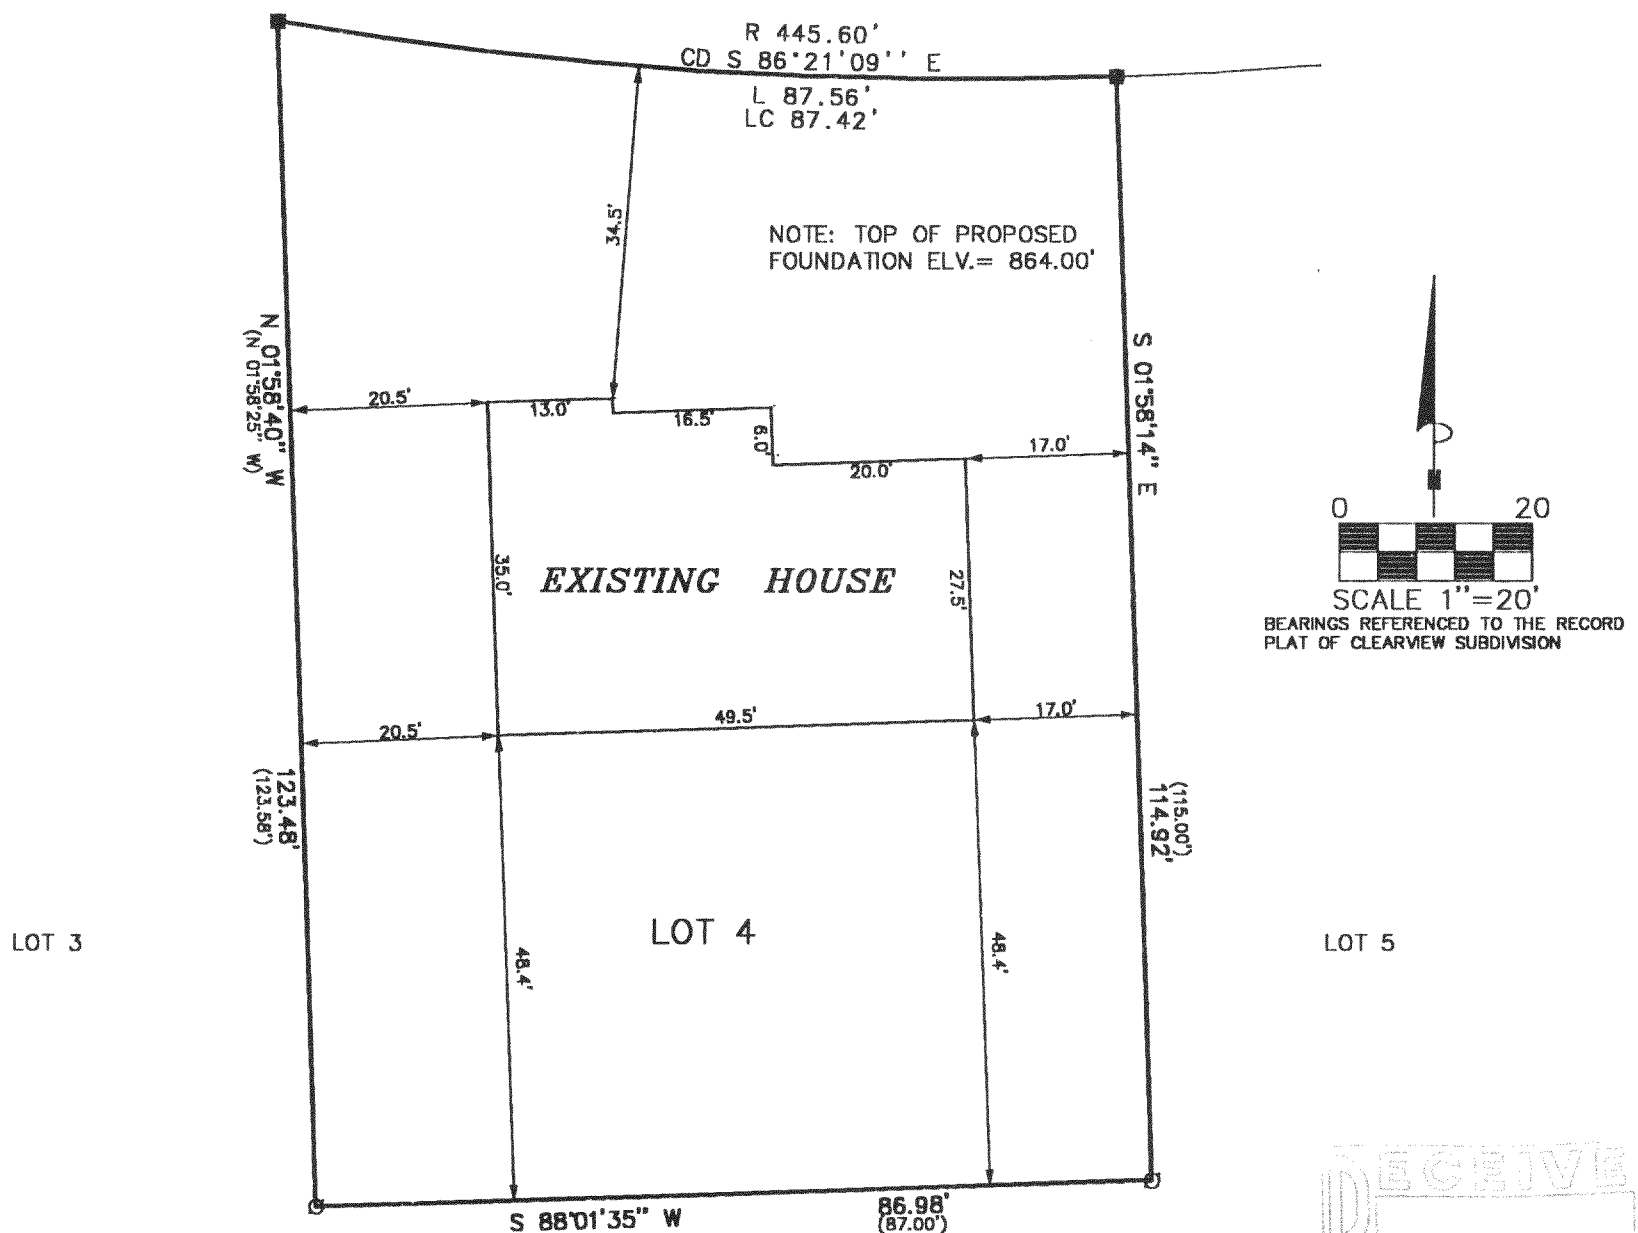 R 445.60'
CD S 86°21'09'' E
L 87.56'
LC 87.42'
34.5'
NOTE: TOP OF PROPOSED
FOUNDATION ELV.= 864.00'
N 01°58'40" W
(N 01°58'25" W)
S 01°58'14" E
20.5'
13.0'
16.5'
6.0'
20.0'
17.0'
0 20
SCALE 1"=20'
BEARINGS REFERENCED TO THE RECORD
PLAT OF CLEARVIEW SUBDIVISION
35.0'
EXISTING HOUSE
27.5'
20.5'
49.5'
17.0'
123.48'
(123.58')
(115.00')
114.92'
LOT 3
LOT 4
LOT 5
48.4'
48.4'
S 88°01'35" W
86.98'
(87.00')
ECEIVE